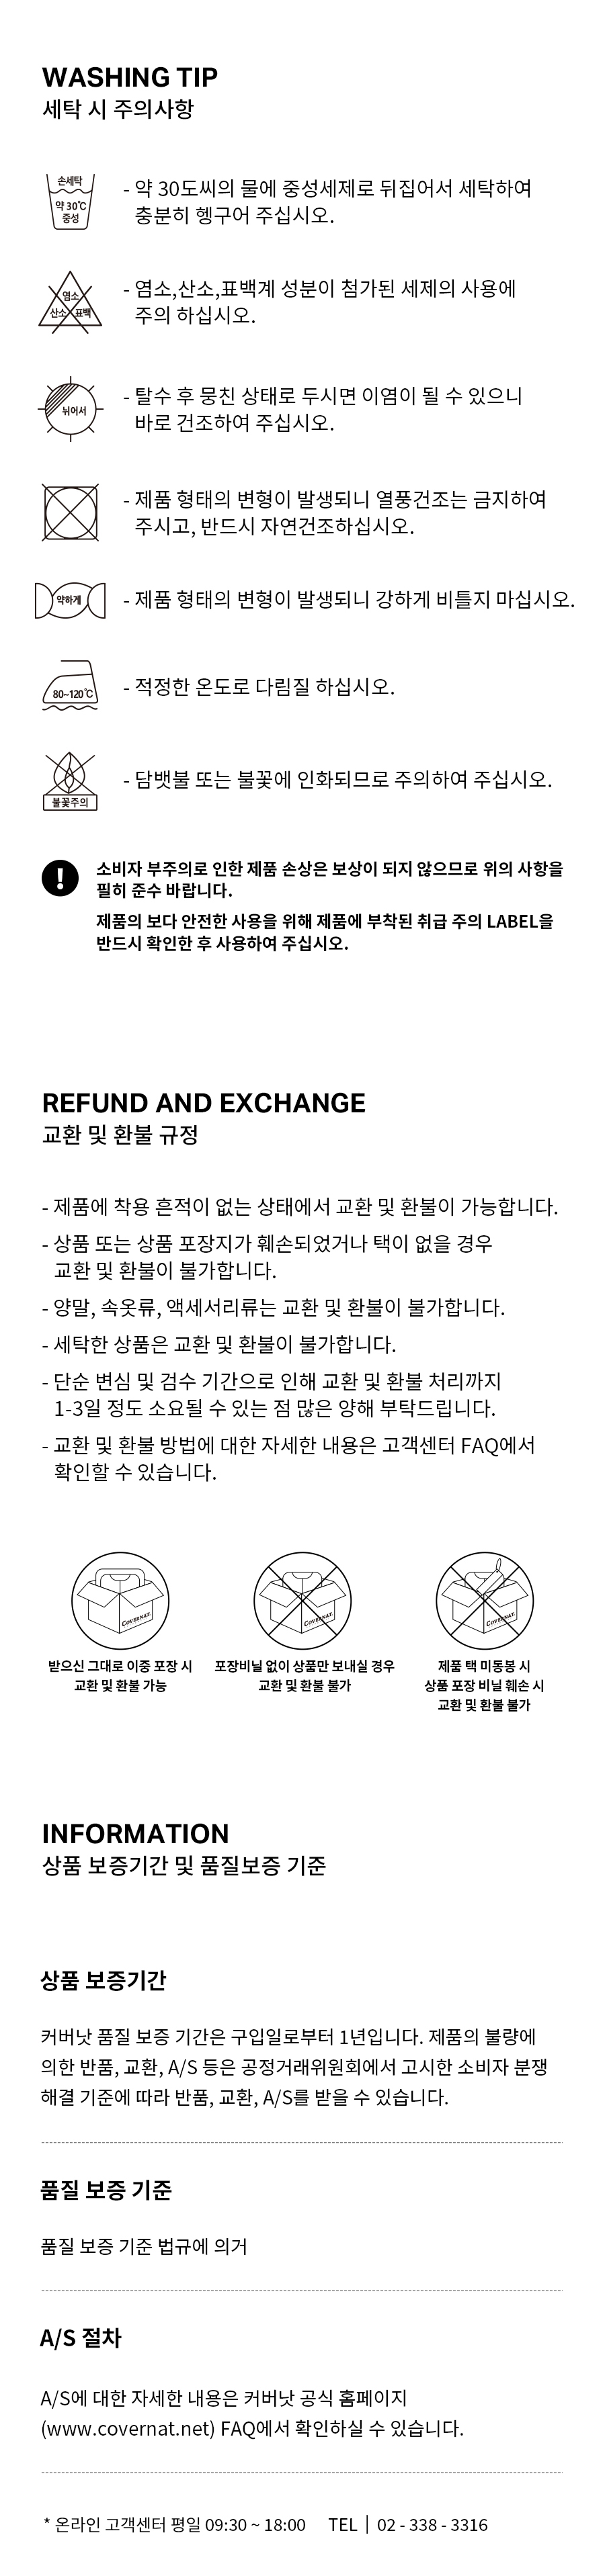 WASHING TIP
세탁 시 주의사항
손세탁
약 30℃
중성
- 약 30도씨의 물에 중성세제로 뒤집어서 세탁하여
충분히 헹구어 주십시오.
염소
산소 표백
- 염소,산소,표백계 성분이 첨가된 세제의 사용에
주의 하십시오.
뉘어서
- 탈수 후 뭉친 상태로 두시면 이염이 될 수 있으니
바로 건조하여 주십시오.
- 제품 형태의 변형이 발생되니 열풍건조는 금지하여
주시고, 반드시 자연건조하십시오.
약하게
- 제품 형태의 변형이 발생되니 강하게 비틀지 마십시오.
80~120℃
- 적정한 온도로 다림질 하십시오.
불꽃주의
- 담뱃불 또는 불꽃에 인화되므로 주의하여 주십시오.
소비자 부주의로 인한 제품 손상은 보상이 되지 않으므로 위의 사항을
필히 준수 바랍니다.
제품의 보다 안전한 사용을 위해 제품에 부착된 취급 주의 LABEL을
반드시 확인한 후 사용하여 주십시오.
REFUND AND EXCHANGE
교환 및 환불 규정
- 제품에 착용 흔적이 없는 상태에서 교환 및 환불이 가능합니다.
- 상품 또는 상품 포장지가 훼손되었거나 택이 없을 경우
교환 및 환불이 불가합니다.
- 양말, 속옷류, 액세서리류는 교환 및 환불이 불가합니다.
- 세탁한 상품은 교환 및 환불이 불가합니다.
- 단순 변심 및 검수 기간으로 인해 교환 및 환불 처리까지
1-3일 정도 소요될 수 있는 점 많은 양해 부탁드립니다.
- 교환 및 환불 방법에 대한 자세한 내용은 고객센터 FAQ에서
확인할 수 있습니다.
COVERNAT.
COVERNAT.
COVERNAT.
받으신 그대로 이중 포장 시
교환 및 환불 가능
포장비닐 없이 상품만 보내실 경우
교환 및 환불 불가
제품 택 미동봉 시
상품 포장 비닐 훼손 시
교환 및 환불 불가
INFORMATION
상품 보증기간 및 품질보증 기준
상품 보증기간
커버낫 품질 보증 기간은 구입일로부터 1년입니다. 제품의 불량에
의한 반품, 교환, A/S 등은 공정거래위원회에서 고시한 소비자 분쟁
해결 기준에 따라 반품, 교환, A/S를 받을 수 있습니다.
품질 보증 기준
품질 보증 기준 법규에 의거
A/S 절차
A/S에 대한 자세한 내용은 커버낫 공식 홈페이지
(www.covernat.net) FAQ에서 확인하실 수 있습니다.
* 온라인 고객센터 평일 09:30 ~ 18:00 TEL | 02 - 338 - 3316